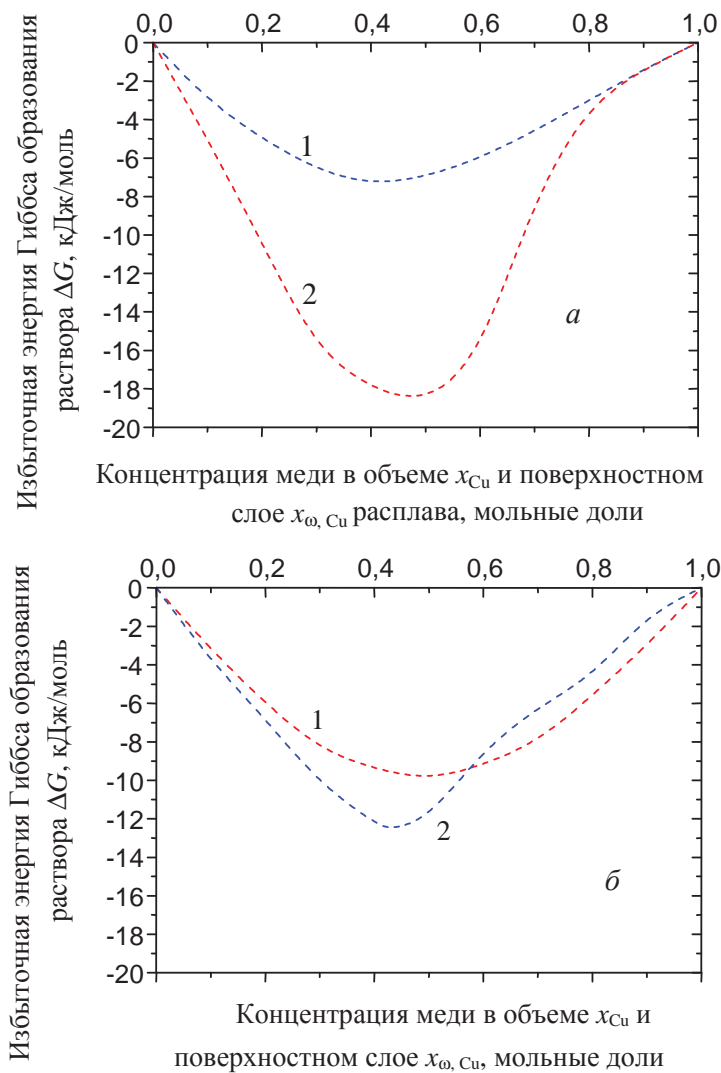 0,0 0,2 0,4 0,6 0,8 1,0
0
-2
-4
-6
-8
-10
-12
-14
-16
-18
-20
Избыточная энергия Гиббса образования
раствора ΔG, кДж/моль
1
2
а
Концентрация меди в объеме xCu и поверхностном
слое xω, Cu расплава, мольные доли
0,0 0,2 0,4 0,6 0,8 1,0
0
-2
-4
-6
-8
-10
-12
-14
-16
-18
-20
Избыточная энергия Гиббса образования
раствора ΔG, кДж/моль
1
2
б
Концентрация меди в объеме xCu и
поверхностном слое xω, Cu, мольные доли